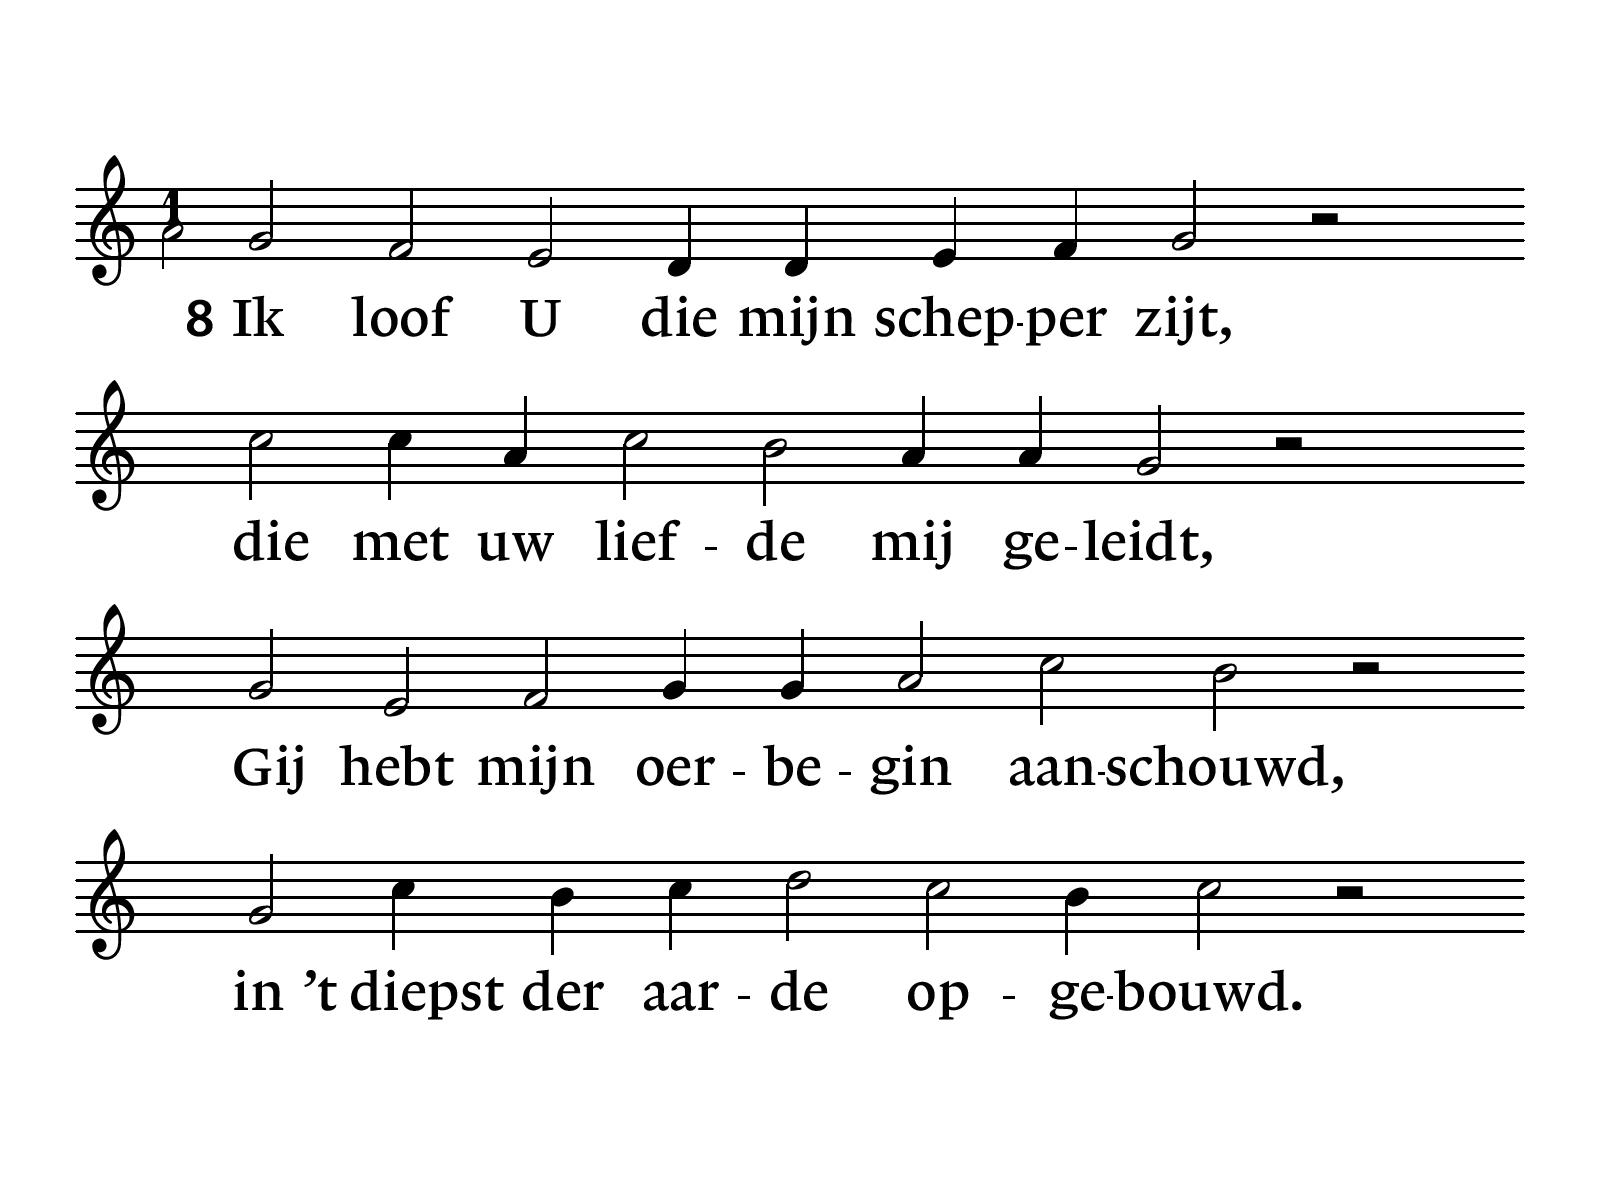 1
8 Ik loof U die mijn schep-per zijt,
die met uw lief - de mij ge-leidt,
Gij hebt mijn oer - be - gin aan-schouwd,
in ’t diepst der aar - de op - ge-bouwd.